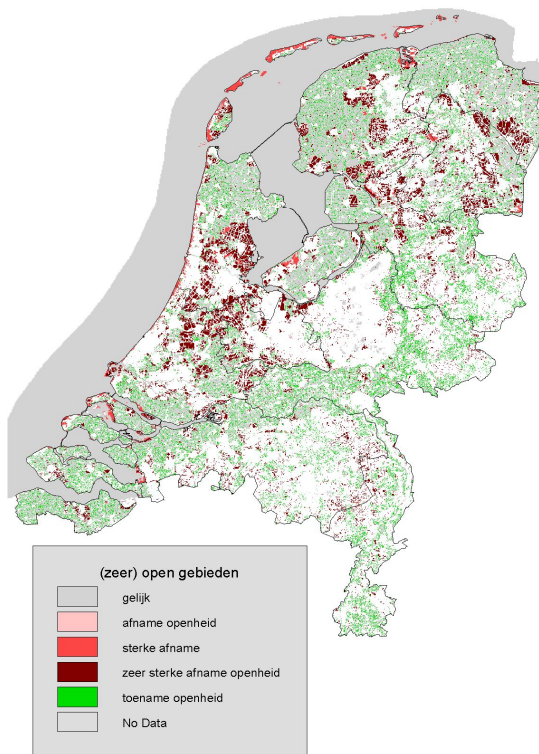 (zeer) open gebieden
gelijk
afname openheid
sterke afname
zeer sterke afname openheid
toename openheid
No Data